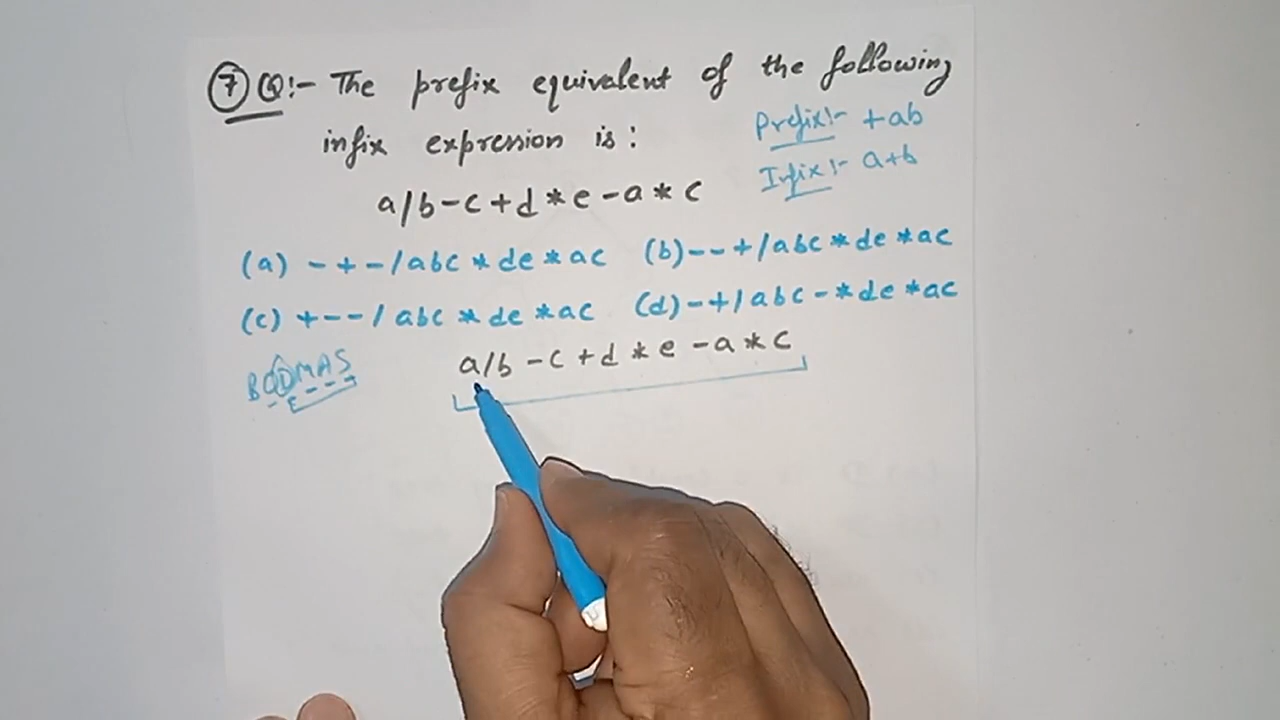 7 Q:- The prefix equivalent of the following
infix expression is:
Prefix:- +ab
Infix:- a+b
a/b-c+d*e-a*c
(a) -+-/abc*de*ac (b)--+/abc*de*ac
(c) +--/abc*de*ac (d)-+/abc-*de*ac
BODMAS a/b-c+d*e-a*c